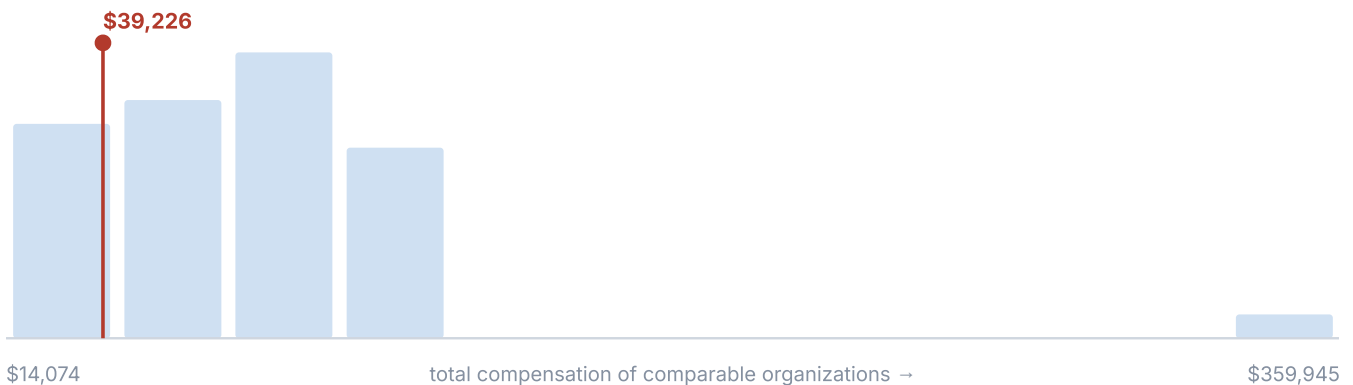 $39,226
$14,074 total compensation of comparable organizations → $359,945